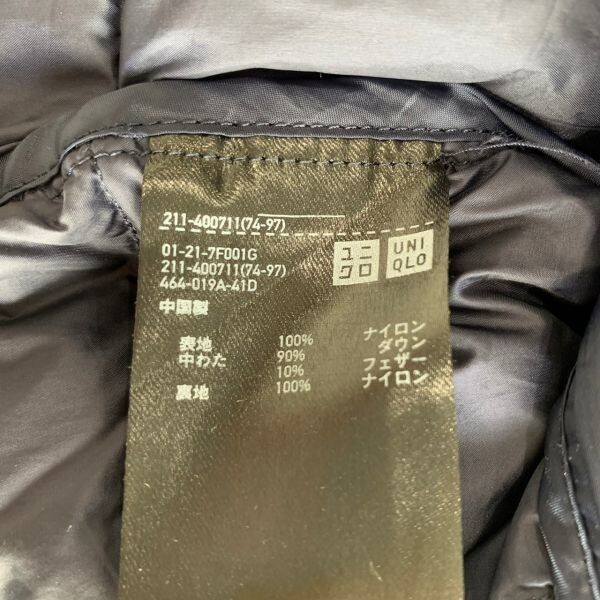 211-400711(74-97)
01-21-7F001G
211-400711(74-97)
464-019A-41D
中国製
ユニ
クロ
UNI
QLO
表地 100% ナイロン
中わた 90% ダウン
10% フェザー
裏地 100% ナイロン